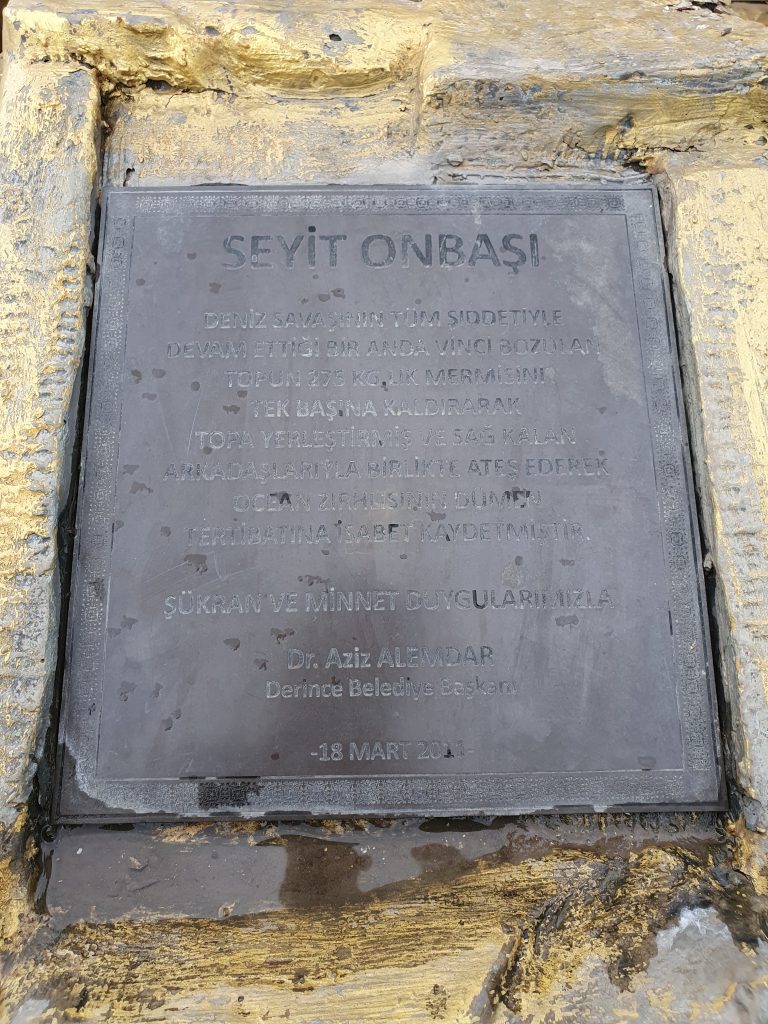 SEYİT ONBAŞI
DENİZ SAVAŞININ TÜM ŞİDDETİYLE
DEVAM ETTİĞİ BİR ANDA VİNCİ BOZULAN
TOPUN 275 KG.LIK MERMİSİNİ
TEK BAŞINA KALDIRARAK
TOPA YERLEŞTİRMİŞ VE SAĞ KALAN
ARKADAŞLARIYLA BİRLİKTE ATEŞ EDEREK
OCEAN ZIRHLISININ DÜMEN
TERTİBATINA İSABET KAYDETMİŞTİR.
ŞÜKRAN VE MİNNET DUYGULARIMIZLA
Dr. Aziz ALEMDAR
Derince Belediye Başkanı
-18 MART